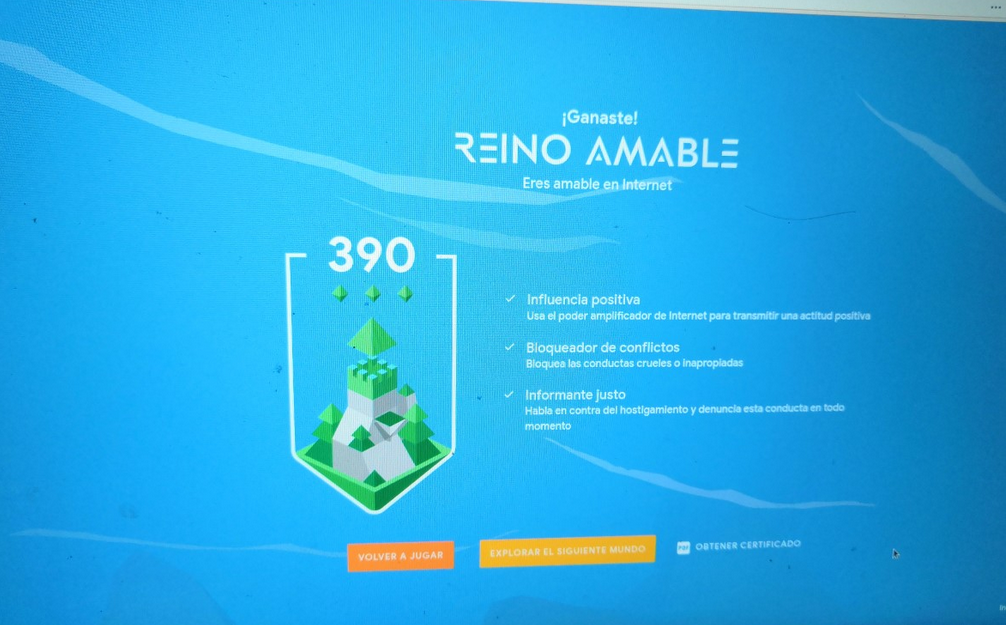 ¡Ganaste!
REINO AMABLE
Eres amable en Internet
390
Influencia positiva
Usa el poder amplificador de Internet para transmitir una actitud positiva
Bloqueador de conflictos
Bloquea las conductas crueles o inapropiadas
Informante justo
Habla en contra del hostigamiento y denuncia esta conducta en todo
momento
VOLVER A JUGAR
EXPLORAR EL SIGUIENTE MUNDO
OBTENER CERTIFICADO